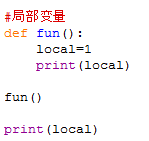 #局部变量
def fun():
    local=1
    print(local)

fun()

print(local)